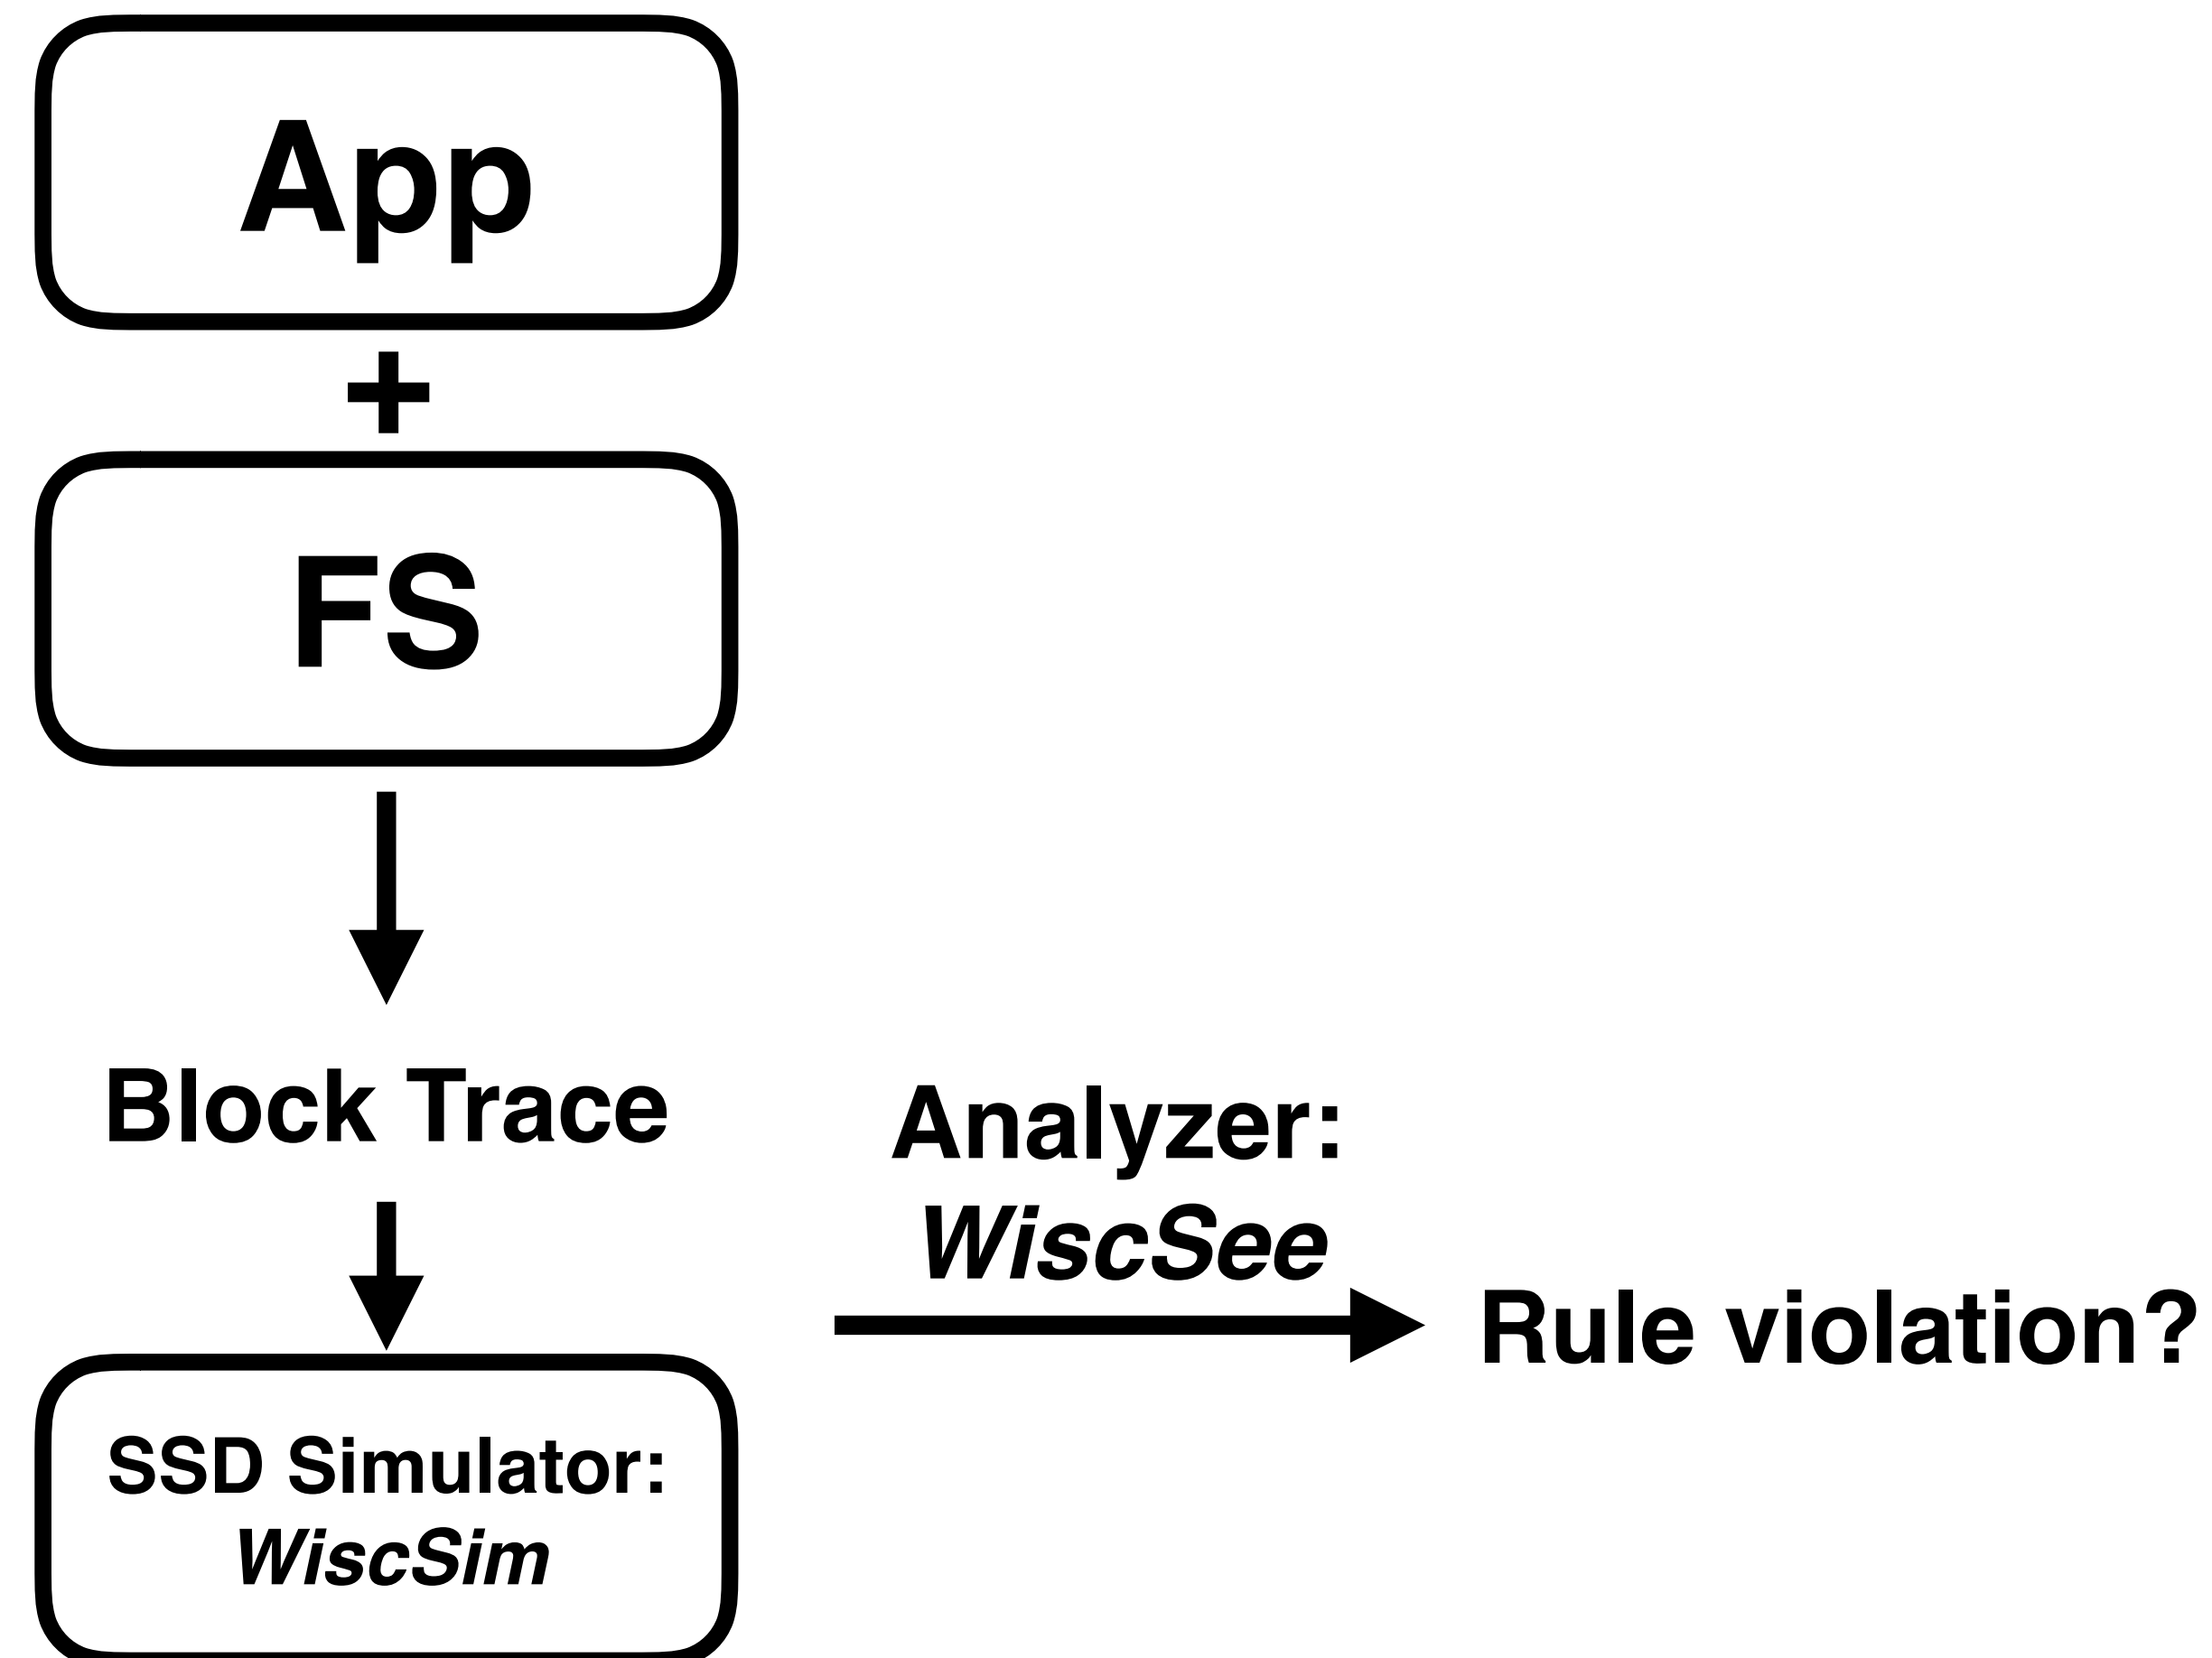 App
+
FS
Block Trace
Analyzer:
WiscSee
Rule violation?
SSD Simulator:
WiscSim